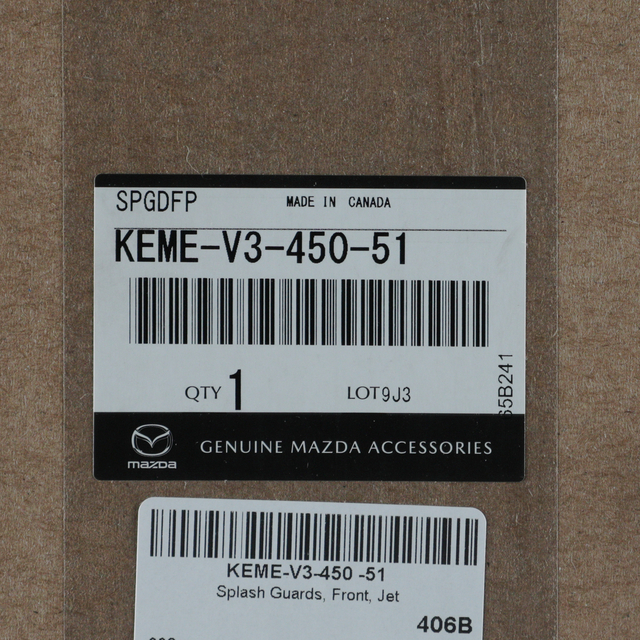 SPGDFP MADE IN CANADA
KEME-V3-450-51
QTY 1 LOT9J3
5B241
mazda GENUINE MAZDA ACCESSORIES
KEME-V3-450 -51
Splash Guards, Front, Jet
406B